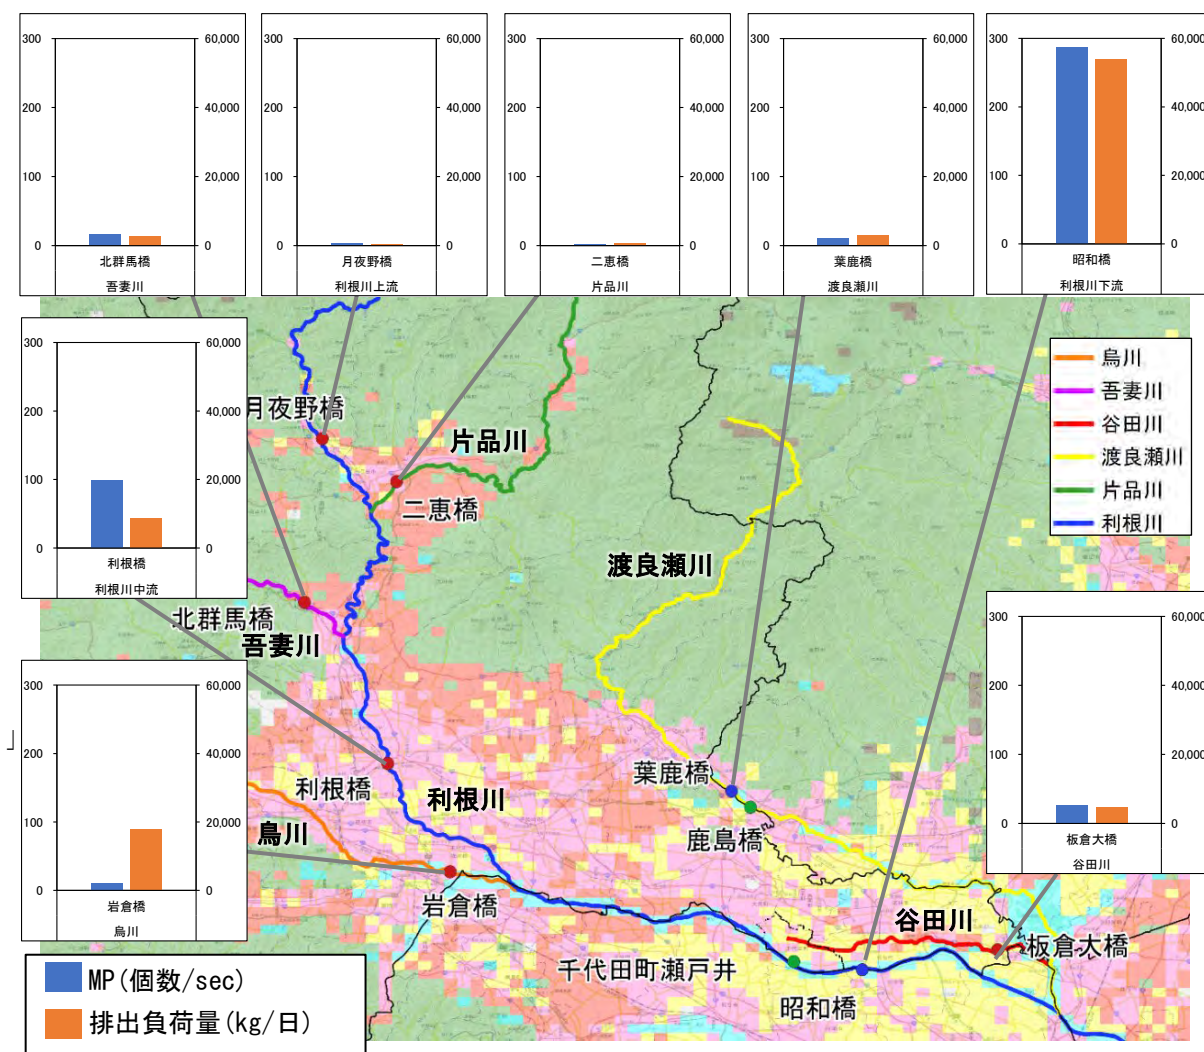 300
200
100
0
60,000
40,000
20,000
0
北群馬橋
吾妻川
300
200
100
0
60,000
40,000
20,000
0
月夜野橋
利根川上流
300
200
100
0
60,000
40,000
20,000
0
二恵橋
片品川
300
200
100
0
60,000
40,000
20,000
0
葉鹿橋
渡良瀬川
300
200
100
0
60,000
40,000
20,000
0
昭和橋
利根川下流
300
200
100
0
60,000
40,000
20,000
0
利根橋
利根川中流
月夜野橋
片品川
二恵橋
渡良瀬川
烏川
吾妻川
谷田川
渡良瀬川
片品川
利根川
北群馬橋
吾妻川
300
200
100
0
60,000
40,000
20,000
0
板倉大橋
谷田川
300
200
100
0
60,000
40,000
20,000
0
岩倉橋
烏川
利根橋
利根川
烏川
葉鹿橋
鹿島橋
岩倉橋
谷田川
板倉大橋
千代田町瀬戸井
昭和橋
MP(個数/sec)
排出負荷量(kg/日)